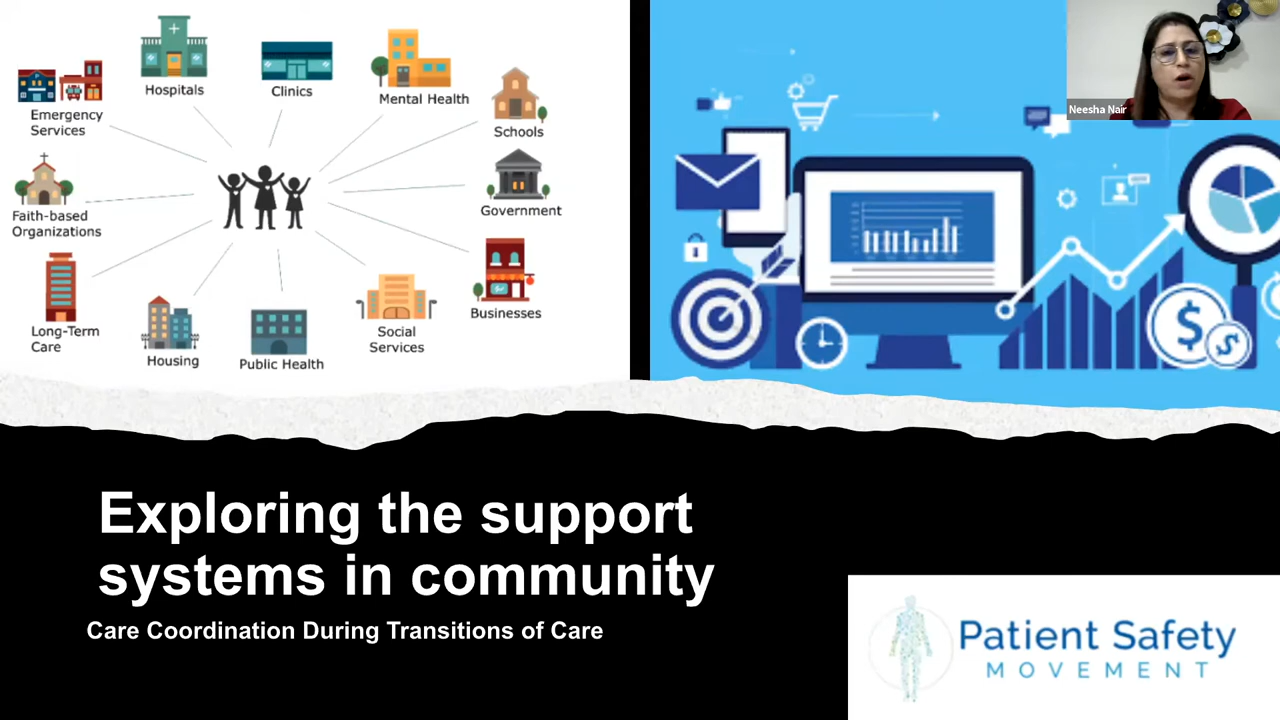 Hospitals
Clinics
Mental Health
Emergency
Services
Schools
Faith-based
Organizations
Government
Long-Term
Care
Housing
Public Health
Social
Services
Businesses
Neesha Nair
$
$
Exploring the support
systems in community
Care Coordination During Transitions of Care
Patient Safety
MOVEMENT